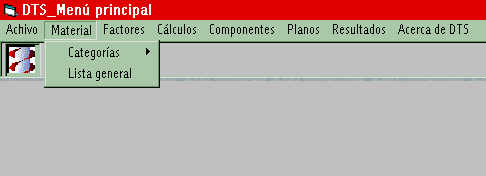 DTS_Menú principal
Achivo Material Factores Cálculos Componentes Planos Resultados Acerca de DTS
Categorías
Lista general